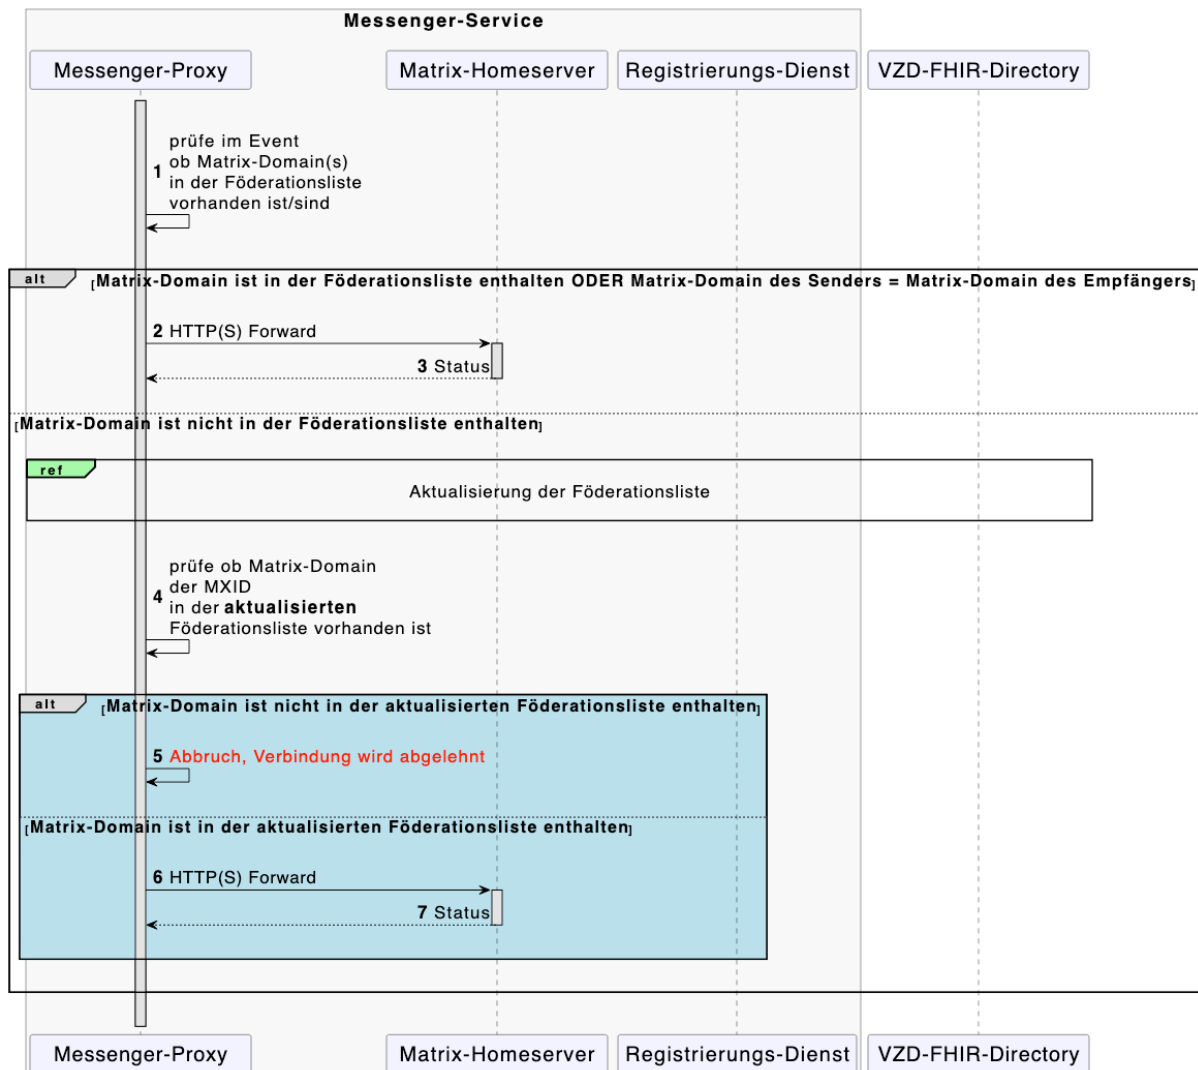 Messenger-Service
Messenger-Proxy
Matrix-Homeserver
Registrierungs-Dienst
VZD-FHIR-Directory
prüfe im Event
ob Matrix-Domain(s)
1
in der Föderationsliste
vorhanden ist/sind
alt
[Matrix-Domain ist in der Föderationsliste enthalten ODER Matrix-Domain des Senders = Matrix-Domain des Empfängers]
2 HTTP(S) Forward
3 Status
[Matrix-Domain ist nicht in der Föderationsliste enthalten]
ref
Aktualisierung der Föderationsliste
prüfe ob Matrix-Domain
der MXID
4
in der aktualisierten
Föderationsliste vorhanden ist
alt
[Matrix-Domain ist nicht in der aktualisierten Föderationsliste enthalten]
5 Abbruch, Verbindung wird abgelehnt
[Matrix-Domain ist in der aktualisierten Föderationsliste enthalten]
6 HTTP(S) Forward
7 Status
Messenger-Proxy
Matrix-Homeserver
Registrierungs-Dienst
VZD-FHIR-Directory